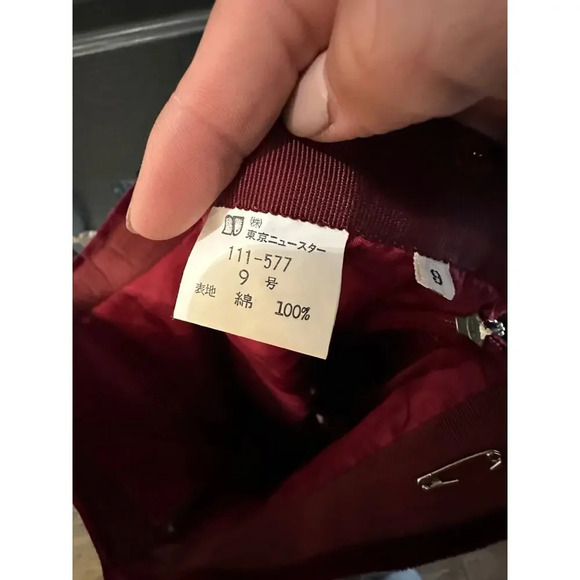 (株)
東京ニュースター
111-577
9 号
表地 綿 100%
9